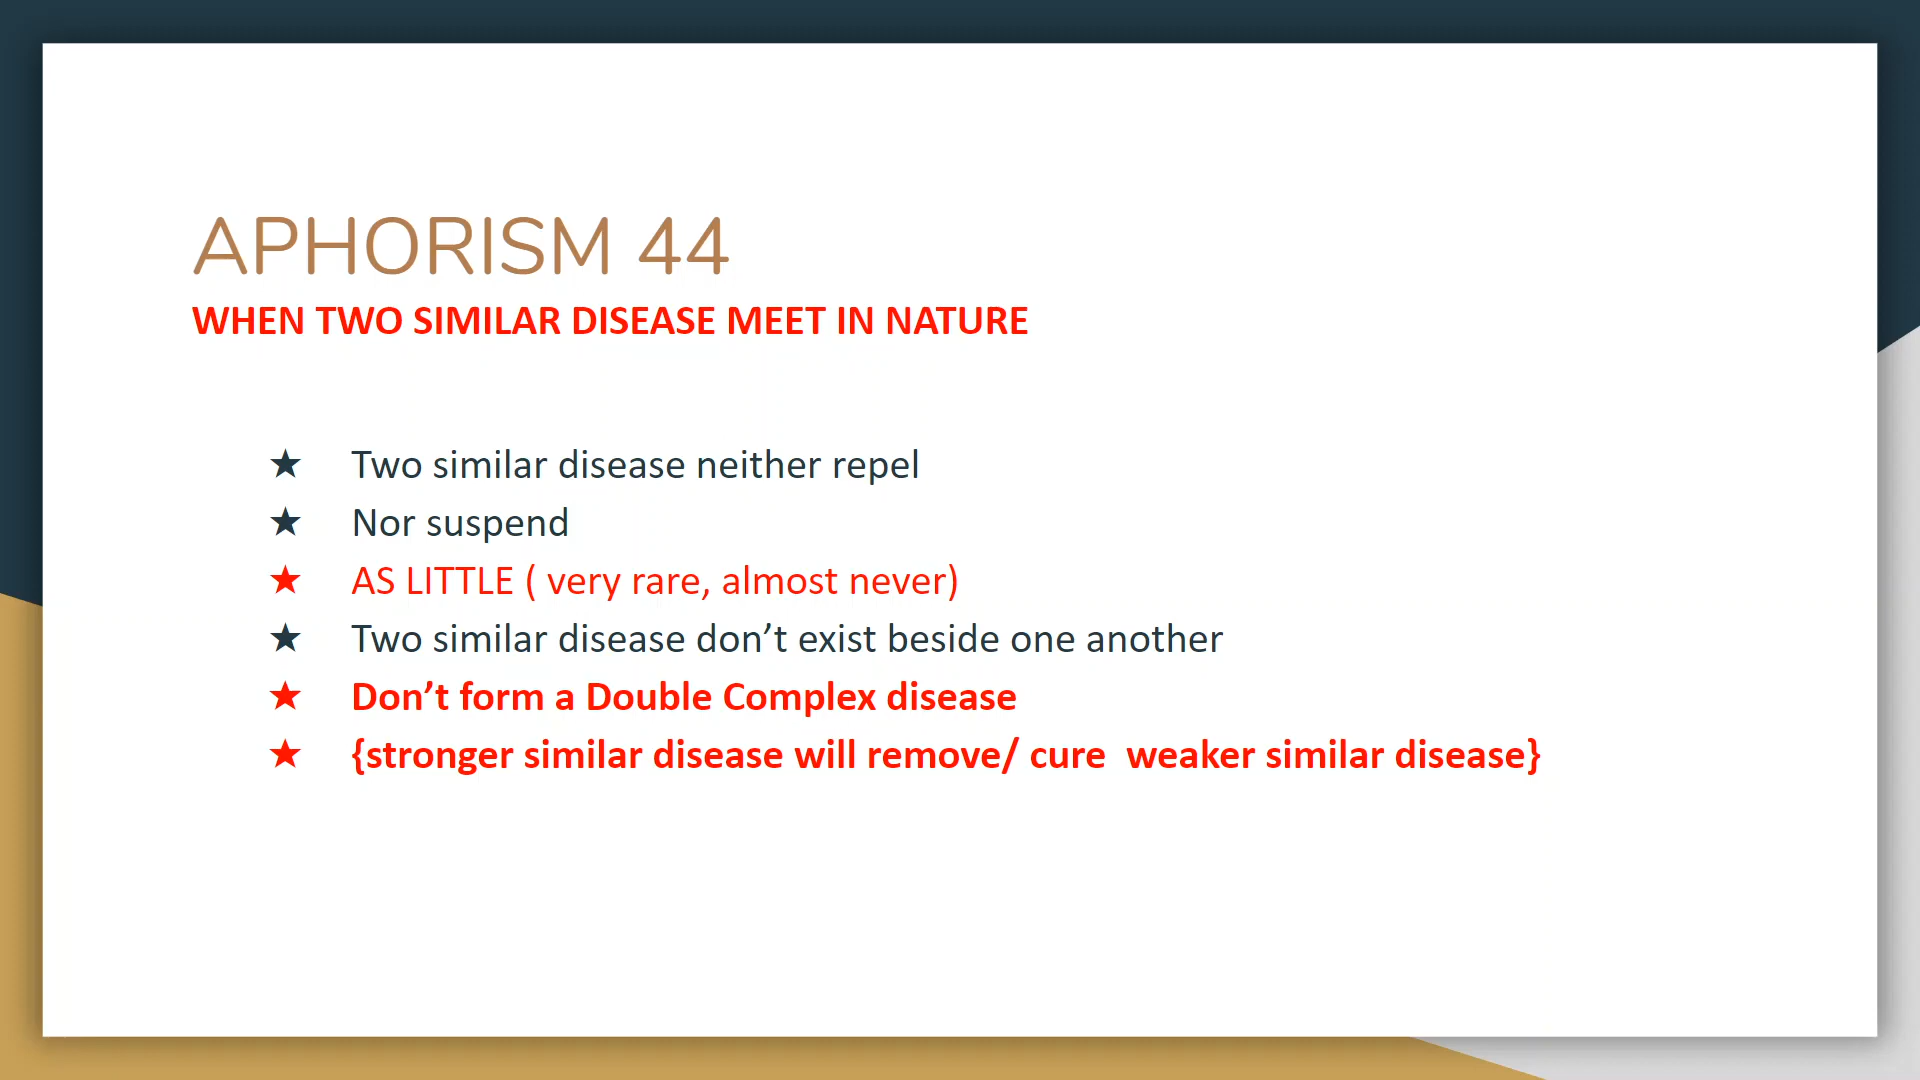 APHORISM 44
WHEN TWO SIMILAR DISEASE MEET IN NATURE
★ Two similar disease neither repel
★ Nor suspend
★ AS LITTLE ( very rare, almost never)
★ Two similar disease don’t exist beside one another
★ Don’t form a Double Complex disease
★ {stronger similar disease will remove/ cure  weaker similar disease}